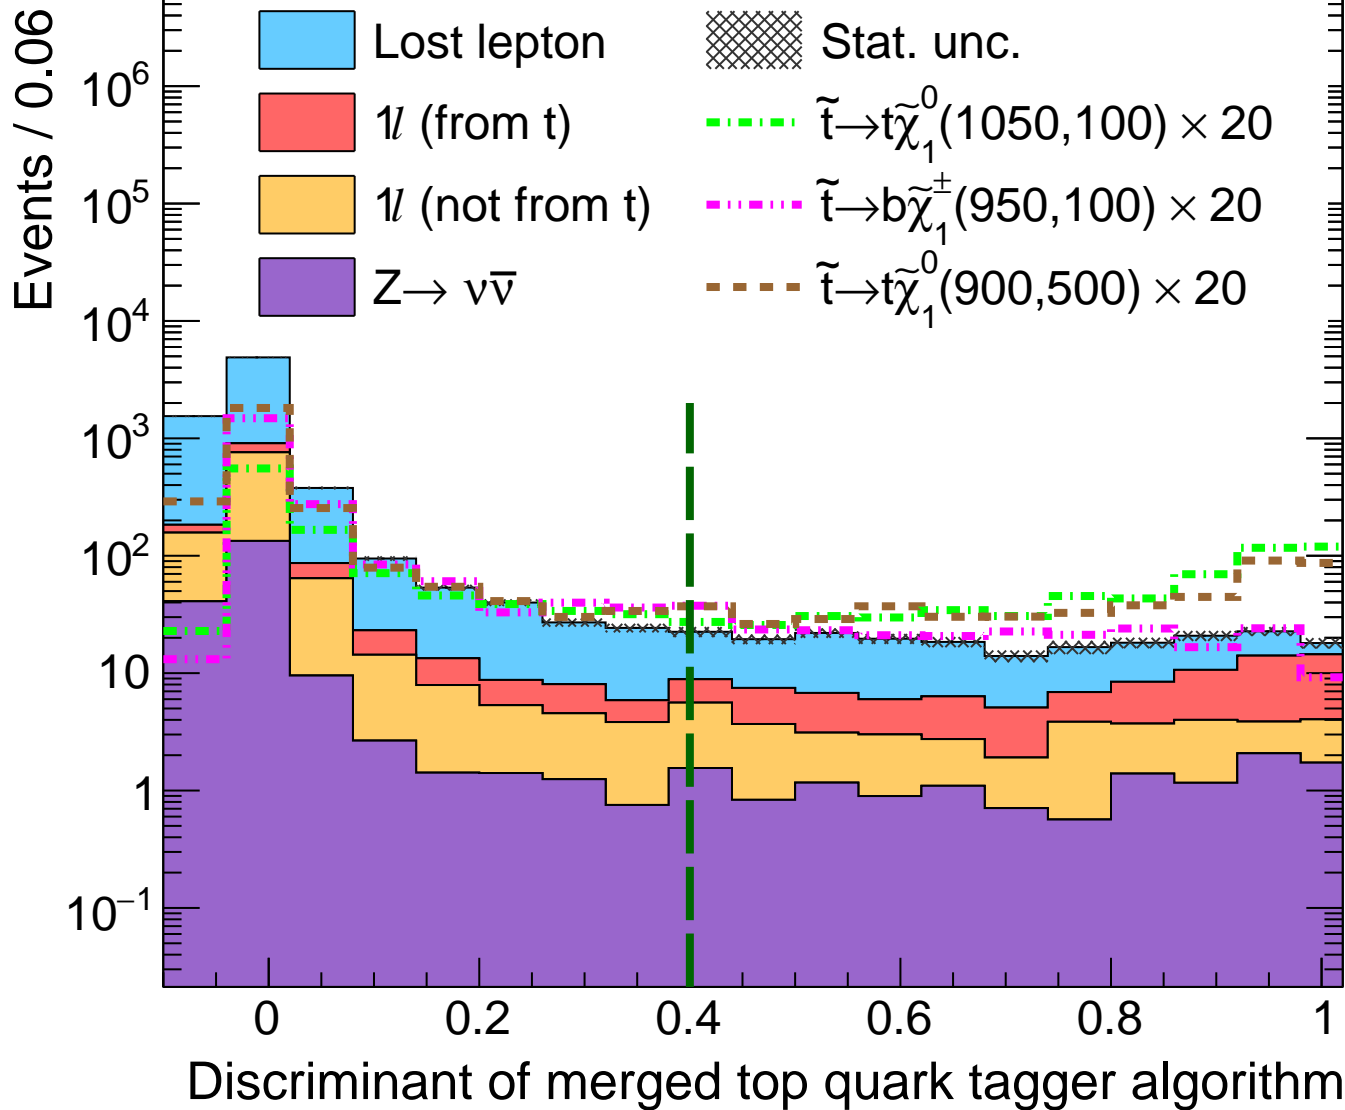 Events / 0.06
Lost lepton
1l (from t)
1l (not from t)
Z→ νν̅
Stat. unc.
t̃→tχ̃₁⁰(1050,100) × 20
t̃→bχ̃₁±(950,100) × 20
t̃→tχ̃₁⁰(900,500) × 20
10⁶
10⁵
10⁴
10³
10²
10
1
10⁻¹
0 0.2 0.4 0.6 0.8 1
Discriminant of merged top quark tagger algorithm